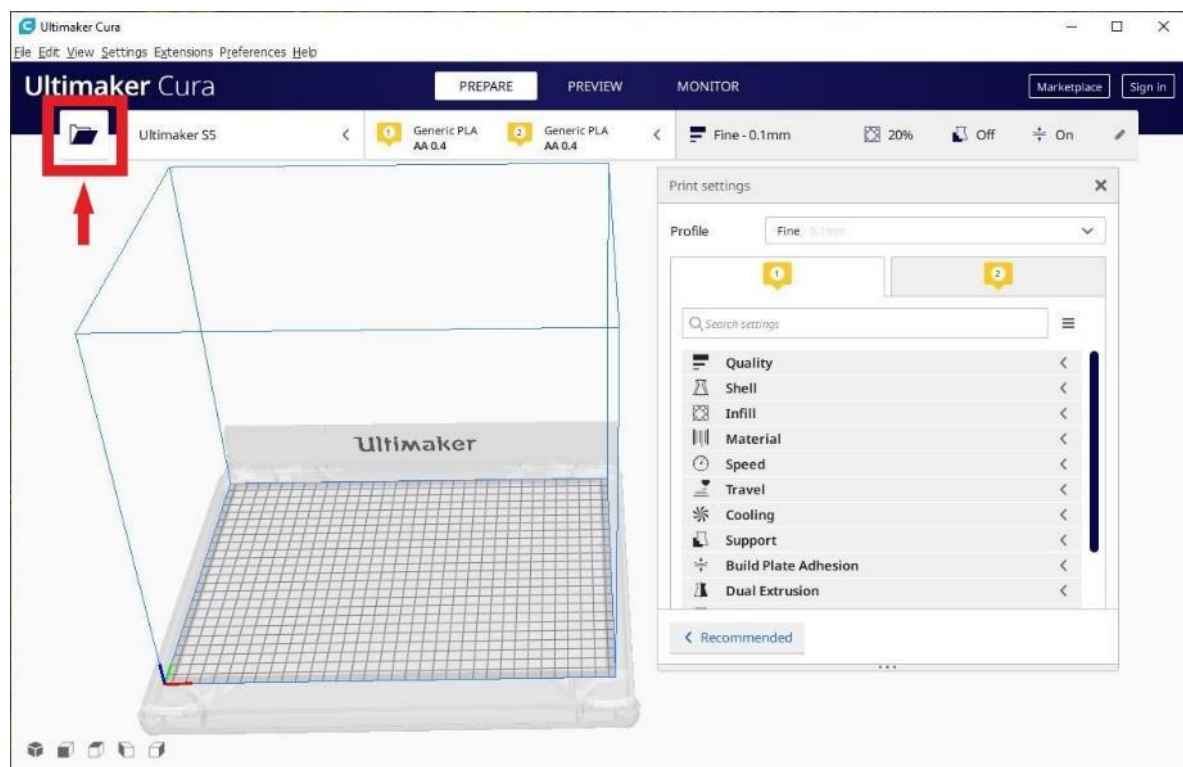 Ultimaker Cura
File Edit View Settings Extensions Preferences Help
Ultimaker Cura PREPARE PREVIEW MONITOR Marketplace Sign in
Ultimaker S5 1 Generic PLA 2 Generic PLA Fine - 0.1mm 20% Off On
AA 0.4 AA 0.4
Print settings
Profile Fine - 0.1mm
1 2
Search settings
Quality
Shell
Infill
Material
Speed
Travel
Cooling
Support
Build Plate Adhesion
Dual Extrusion
Recommended
Ultimaker